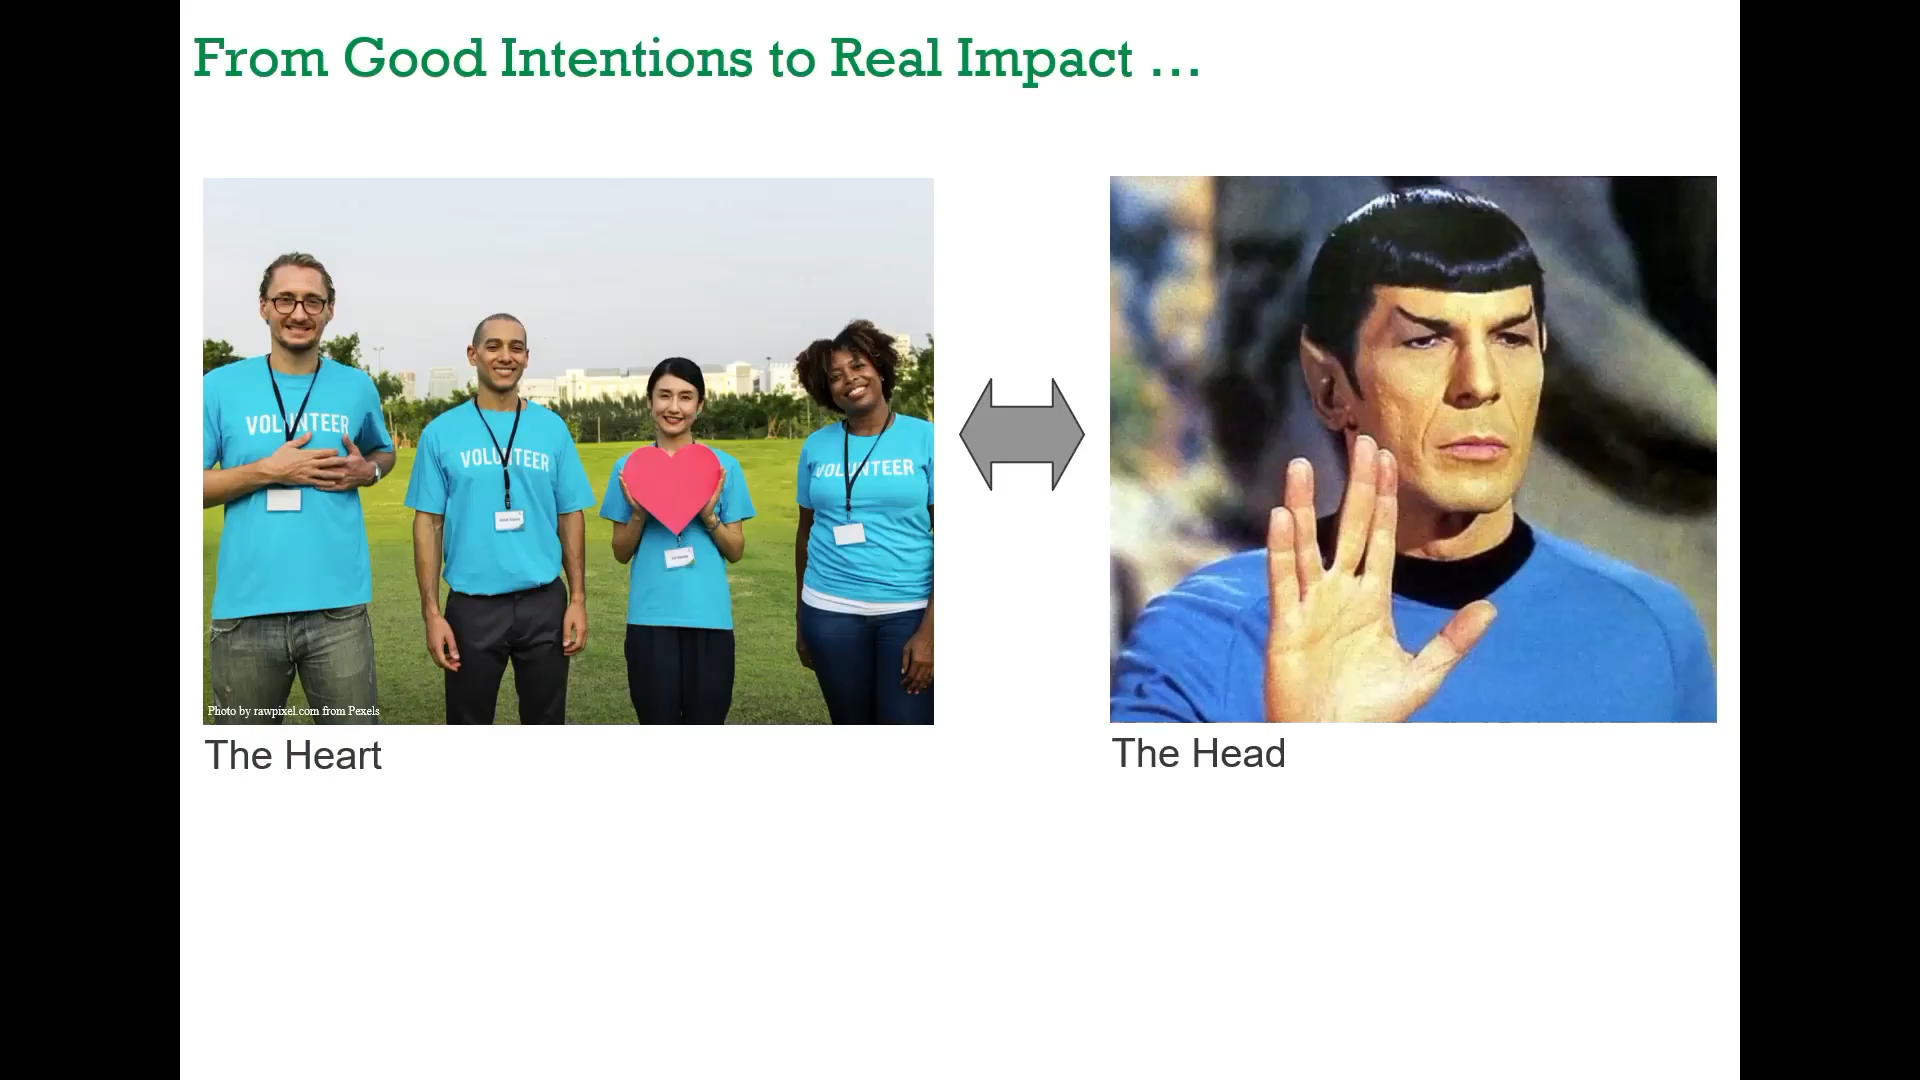 From Good Intentions to Real Impact ...
VOLUNTEER
VOLUNTEER
VOLUNTEER
Photo by rawpixel.com from Pexels
The Heart
The Head